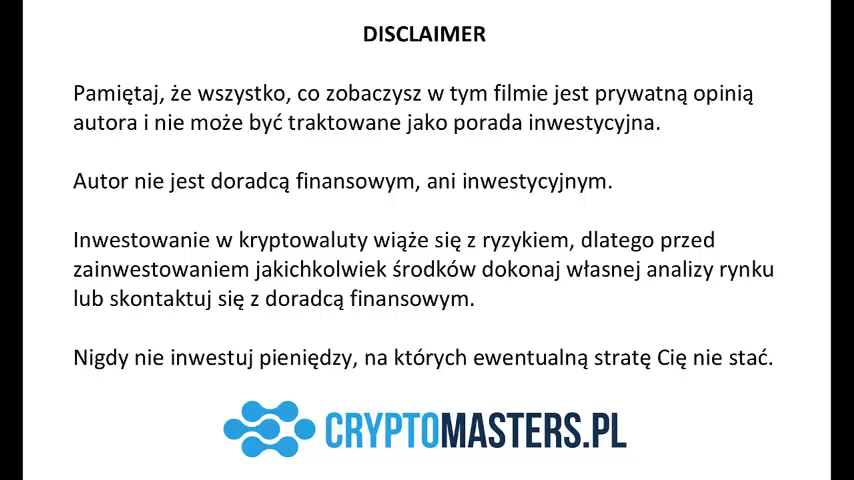 DISCLAIMER
Pamiętaj, że wszystko, co zobaczysz w tym filmie jest prywatną opinią
autora i nie może być traktowane jako porada inwestycyjna.
Autor nie jest doradcą finansowym, ani inwestycyjnym.
Inwestowanie w kryptowaluty wiąże się z ryzykiem, dlatego przed
zainwestowaniem jakichkolwiek środków dokonaj własnej analizy rynku
lub skontaktuj się z doradcą finansowym.
Nigdy nie inwestuj pieniędzy, na których ewentualną stratę Cię nie stać.
CRYPTOMASTERS.PL